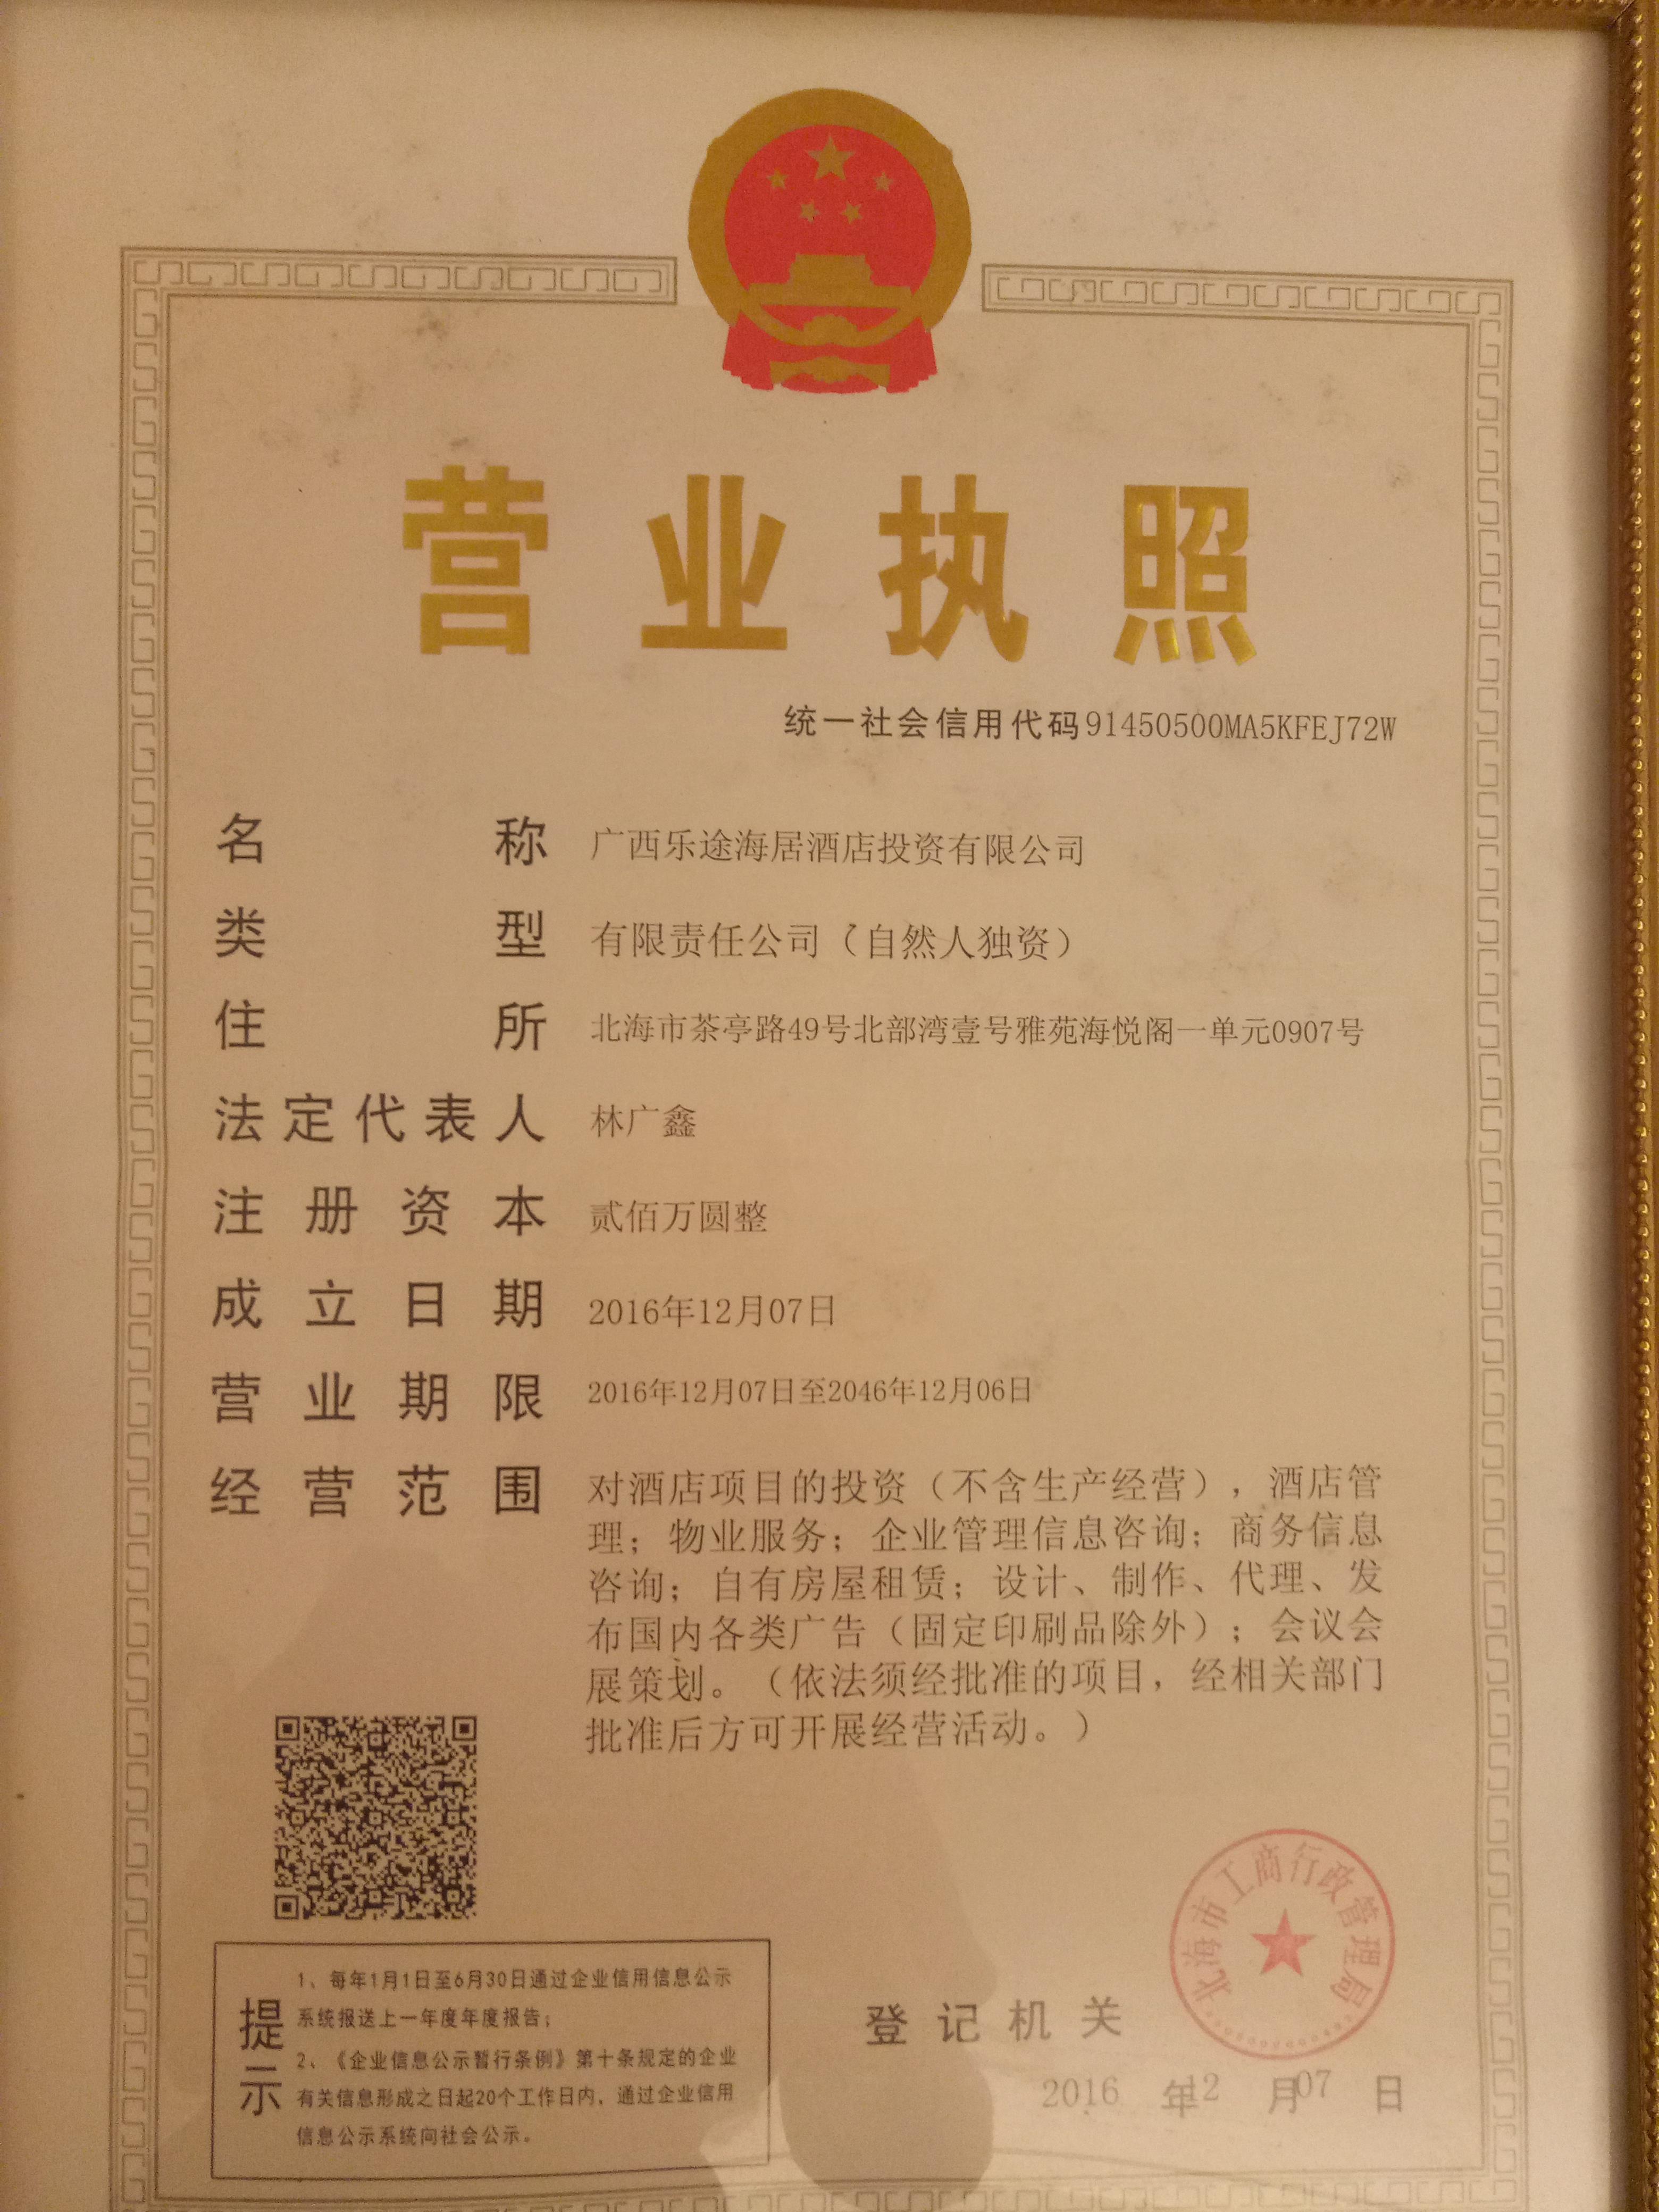 营业执照
统一社会信用代码91450500MA5KFEJ72W
名称 广西乐途海居酒店投资有限公司
类型 有限责任公司（自然人独资）
住所 北海市茶亭路49号北部湾壹号雅苑海悦阁一单元0907号
法定代表人 林广鑫
注册资本 贰佰万圆整
成立日期 2016年12月07日
营业期限 2016年12月07日至2046年12月06日
经营范围 对酒店项目的投资（不含生产经营），酒店管
理；物业服务；企业管理信息咨询；商务信息
咨询；自有房屋租赁；设计、制作、代理、发
布国内各类广告（固定印刷品除外）；会议会
展策划。（依法须经批准的项目，经相关部门
批准后方可开展经营活动。）
提示
1、每年1月1日至6月30日通过企业信用信息公示
系统报送上一年度年度报告；
2、《企业信息公示暂行条例》第十条规定的企业
有关信息形成之日起20个工作日内，通过企业信用
信息公示系统向社会公示。
登记机关
北海市工商行政管理局
2016年12月07日